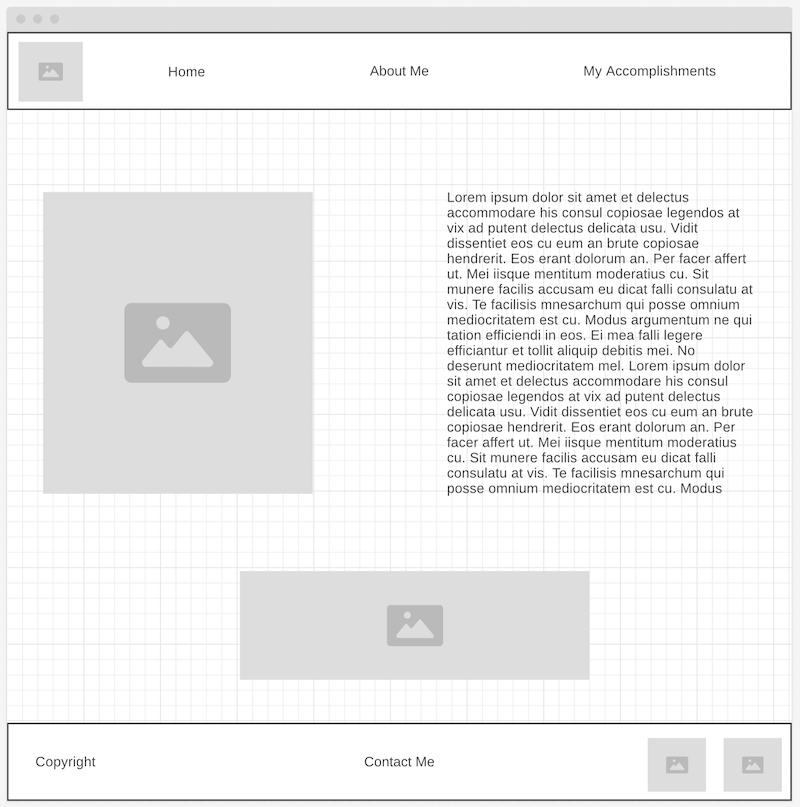 Home
About Me
My Accomplishments
Lorem ipsum dolor sit amet et delectus
accommodare his consul copiosae legendos at
vix ad putent delectus delicata usu. Vidit
dissentiet eos cu eum an brute copiosae
hendrerit. Eos erant dolorum an. Per facer affert
ut. Mei iisque mentitum moderatius cu. Sit
munere facilis accusam eu dicat falli consulatu at
vis. Te facilisis mnesarchum qui posse omnium
mediocritatem est cu. Modus argumentum ne qui
tation efficiendi in eos. Ei mea falli legere
efficiantur et tollit aliquip debitis mei. No
deserunt mediocritatem mel. Lorem ipsum dolor
sit amet et delectus accommodare his consul
copiosae legendos at vix ad putent delectus
delicata usu. Vidit dissentiet eos cu eum an brute
copiosae hendrerit. Eos erant dolorum an. Per
facer affert ut. Mei iisque mentitum moderatius
cu. Sit munere facilis accusam eu dicat falli
consulatu at vis. Te facilisis mnesarchum qui
posse omnium mediocritatem est cu. Modus
Copyright
Contact Me